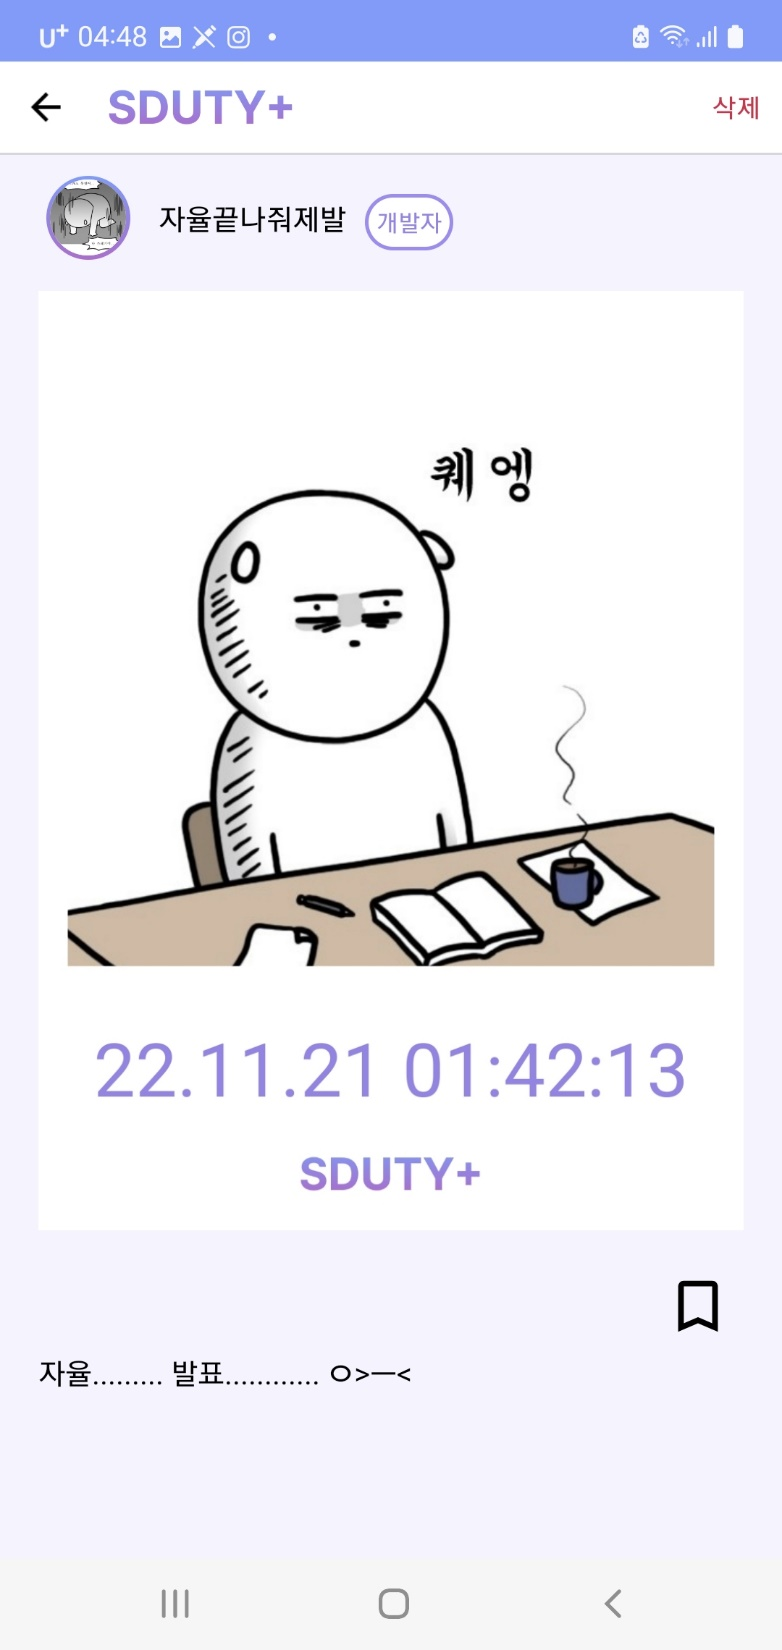 U+ 04:48
SDUTY+
삭제
자율끝나줘제발 개발자
퀘 엥
22.11.21 01:42:13
SDUTY+
자율......... 발표............ ㅇ>ㅡ<